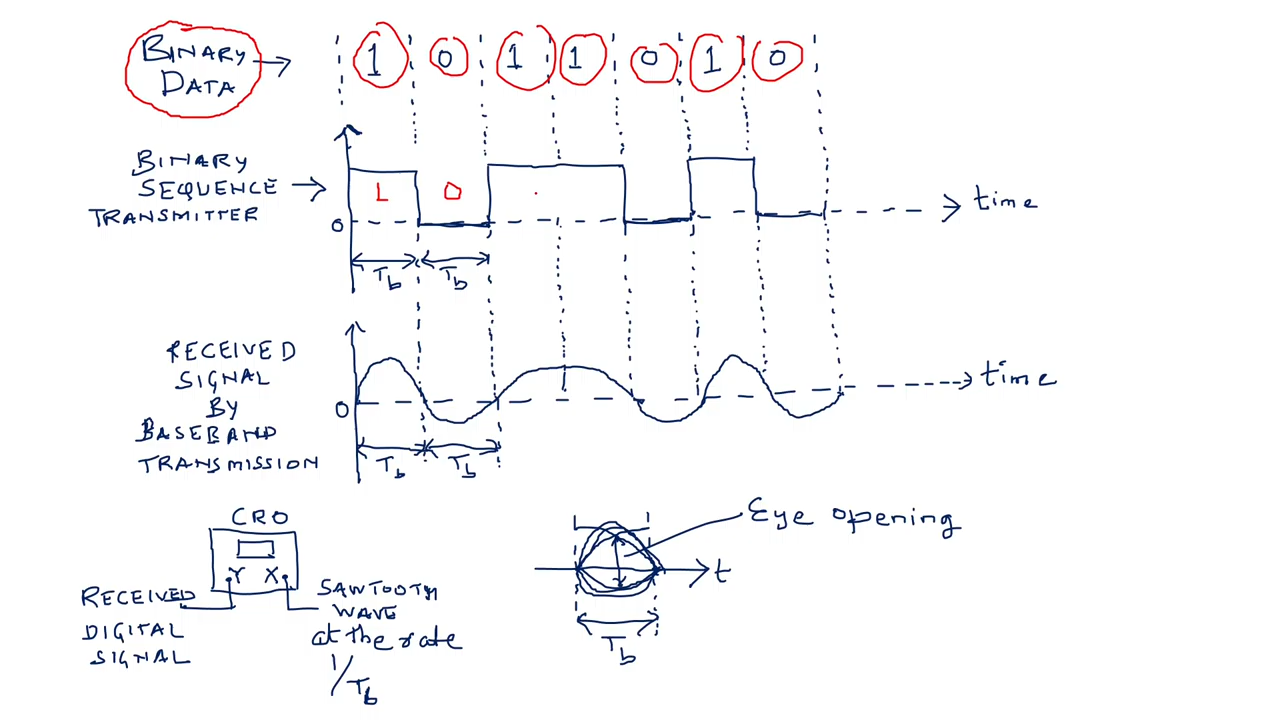 BINARY
DATA
1 0 1 1 0 1 0
BINARY
SEQUENCE
TRANSMITTER
1 0
0
time
Tb Tb
RECEIVED
SIGNAL
BY
BASEBAND
TRANSMISSION
0
time
Tb Tb
CRO
Y X
RECEIVED
DIGITAL
SIGNAL
SAWTOOTH
WAVE
at the rate
1/Tb
Eye opening
t
Tb